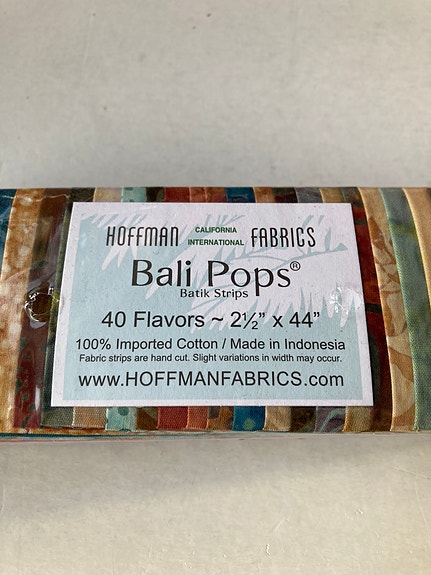 HOFFMAN CALIFORNIA INTERNATIONAL FABRICS
Bali Pops®
Batik Strips
40 Flavors ~ 2½" x 44"
100% Imported Cotton / Made in Indonesia
Fabric strips are hand cut. Slight variations in width may occur.
www.HOFFMANFABRICS.com